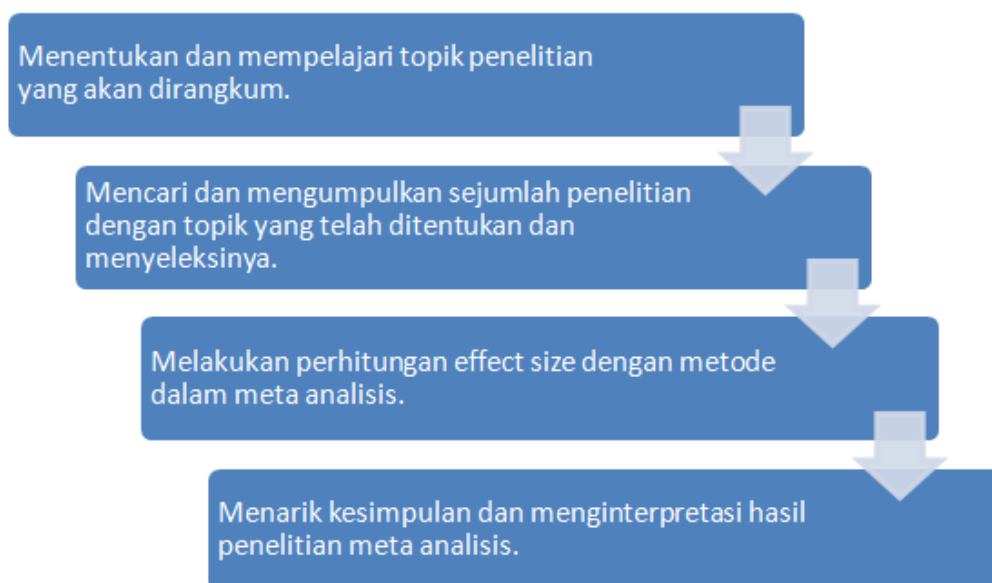 Menentukan dan mempelajari topik penelitian
yang akan dirangkum.
Mencari dan mengumpulkan sejumlah penelitian
dengan topik yang telah ditentukan dan
menyeleksinya.
Melakukan perhitungan effect size dengan metode
dalam meta analisis.
Menarik kesimpulan dan menginterpretasi hasil
penelitian meta analisis.